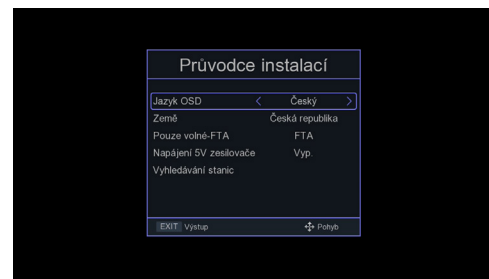 Průvodce instalací
Jazyk OSD < Český >
Země Česká republika
Pouze volné-FTA FTA
Napájení 5V zesilovače Vyp.
Vyhledávání stanic
EXIT Výstup Pohyb